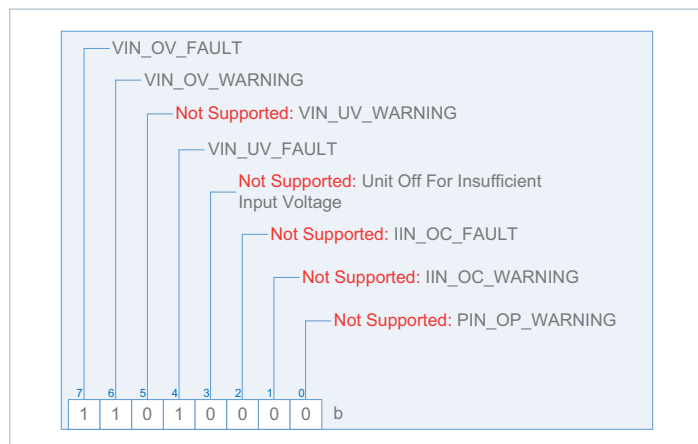 VIN_OV_FAULT
VIN_OV_WARNING
Not Supported: VIN_UV_WARNING
VIN_UV_FAULT
Not Supported: Unit Off For Insufficient
Input Voltage
Not Supported: IIN_OC_FAULT
Not Supported: IIN_OC_WARNING
Not Supported: PIN_OP_WARNING
7 6 5 4 3 2 1 0
1 1 0 1 0 0 0 0 b